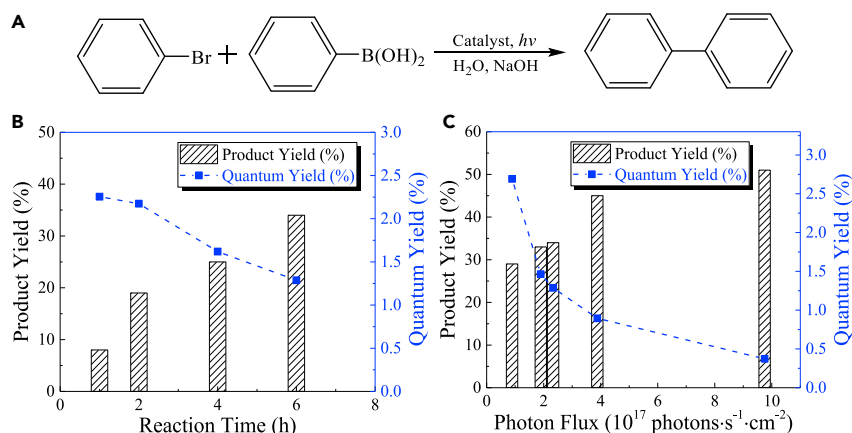 A
Br
B(OH)₂
Catalyst, hν
H₂O, NaOH
B
Product Yield (%)
Quantum Yield (%)
Product Yield (%)
50
40
30
20
10
0
3.0
2.5
2.0
1.5
1.0
0.5
0.0
Quantum Yield (%)
0 2 4 6 8
Reaction Time (h)
C
Product Yield (%)
Quantum Yield (%)
Product Yield (%)
60
50
40
30
20
10
0
3.0
2.5
2.0
1.5
1.0
0.5
0.0
Quantum Yield (%)
0 2 4 6 8 10
Photon Flux (10¹⁷ photons·s⁻¹·cm⁻²)